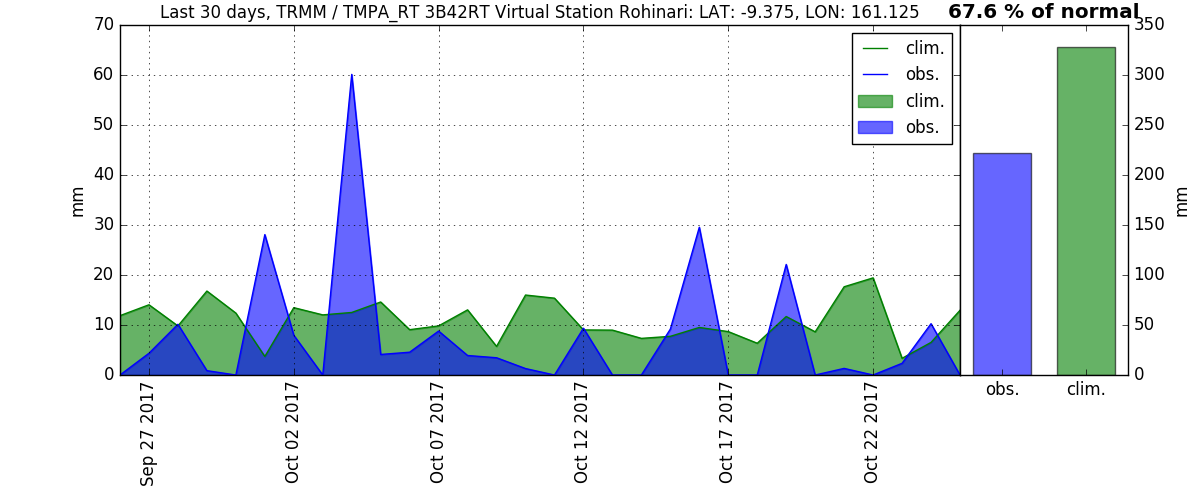 Last 30 days, TRMM / TMPA_RT 3B42RT Virtual Station Rohinari: LAT: -9.375, LON: 161.125
67.6 % of normal
70
60
50
40
30
20
10
0
mm
clim.
obs.
clim.
obs.
Sep 27 2017
Oct 02 2017
Oct 07 2017
Oct 12 2017
Oct 17 2017
Oct 22 2017
350
300
250
200
150
100
50
0
mm
obs.
clim.